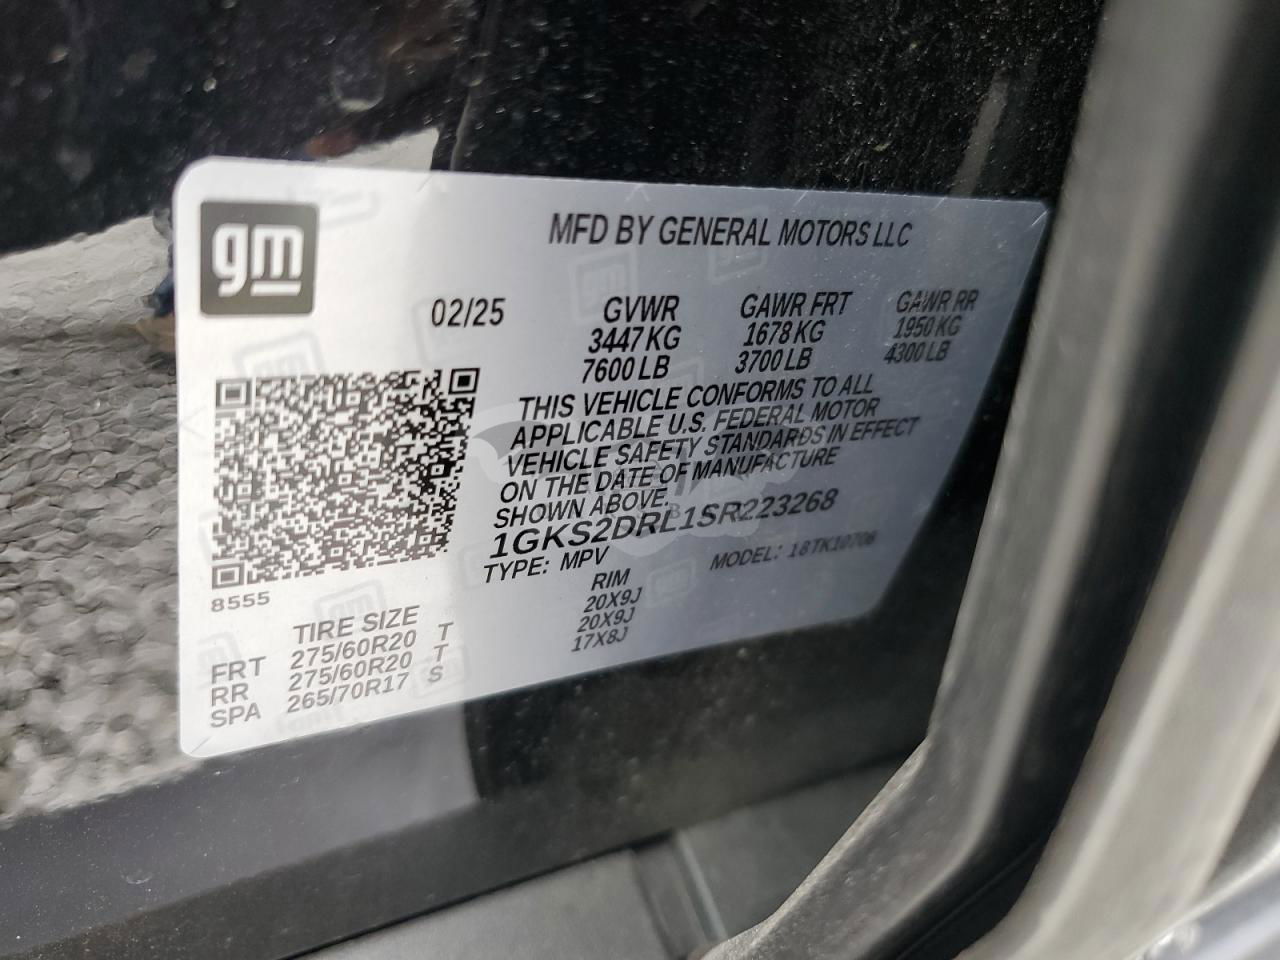 gm
MFD BY GENERAL MOTORS LLC
02/25 GVWR GAWR FRT GAWR RR
3447 KG 1678 KG 1950 KG
7600 LB 3700 LB 4300 LB
THIS VEHICLE CONFORMS TO ALL
APPLICABLE U.S. FEDERAL MOTOR
VEHICLE SAFETY STANDARDS IN EFFECT
ON THE DATE OF MANUFACTURE
SHOWN ABOVE.
1GKS2DRL1SR223268
TYPE: MPV MODEL: 18TK10706
8555
TIRE SIZE RIM
FRT 275/60R20 T 20X9J
RR 275/60R20 T 20X9J
SPA 265/70R17 S 17X8J